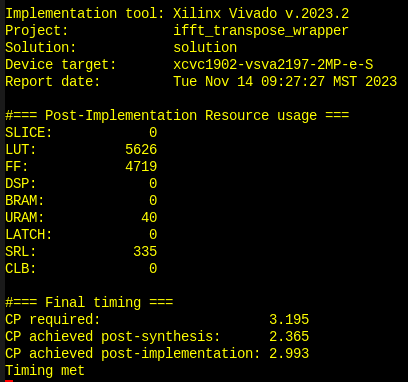 Implementation tool: Xilinx Vivado v.2023.2
Project: ifft_transpose_wrapper
Solution: solution
Device target: xcvc1902-vsva2197-2MP-e-S
Report date: Tue Nov 14 09:27:27 MST 2023
#=== Post-Implementation Resource usage ===
SLICE: 0
LUT: 5626
FF: 4719
DSP: 0
BRAM: 0
URAM: 40
LATCH: 0
SRL: 335
CLB: 0
#=== Final timing ===
CP required: 3.195
CP achieved post-synthesis: 2.365
CP achieved post-implementation: 2.993
Timing met